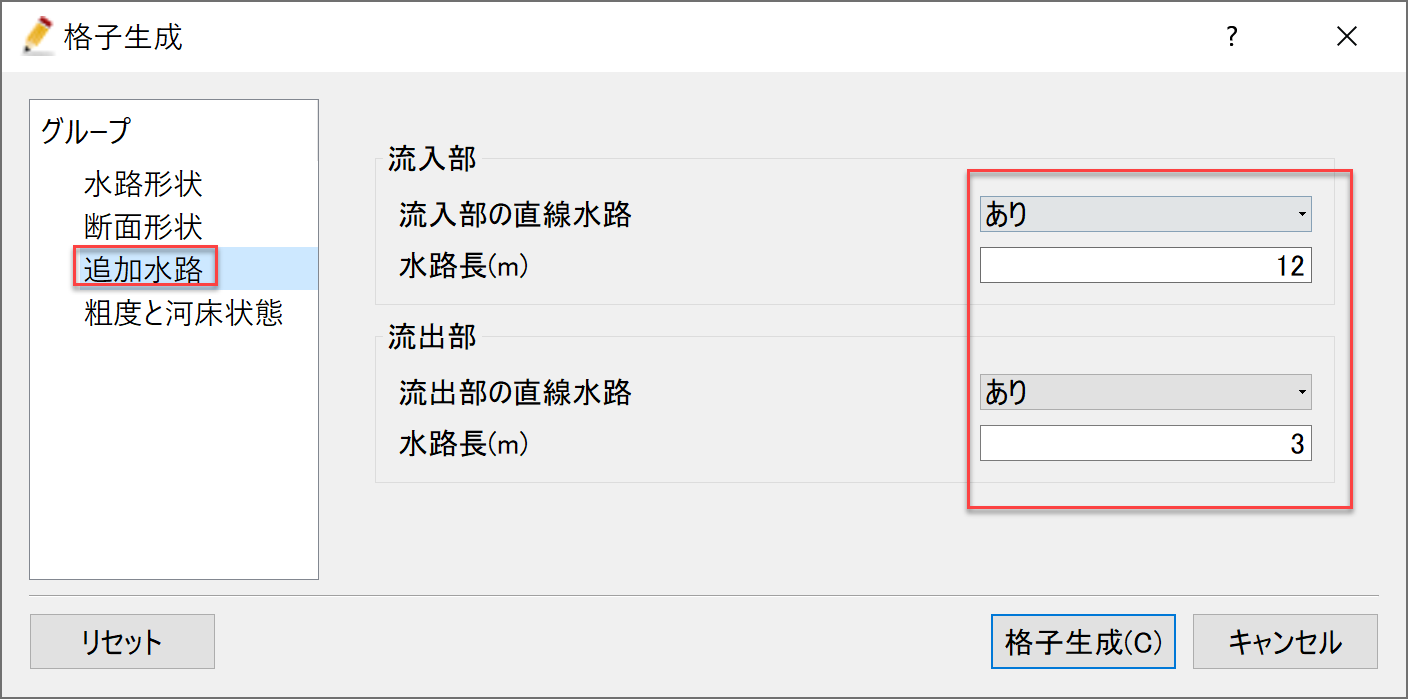 格子生成
?
グループ
水路形状
断面形状
追加水路
粗度と河床状態
流入部
流入部の直線水路 あり
水路長(m) 12
流出部
流出部の直線水路 あり
水路長(m) 3
リセット 格子生成(C) キャンセル